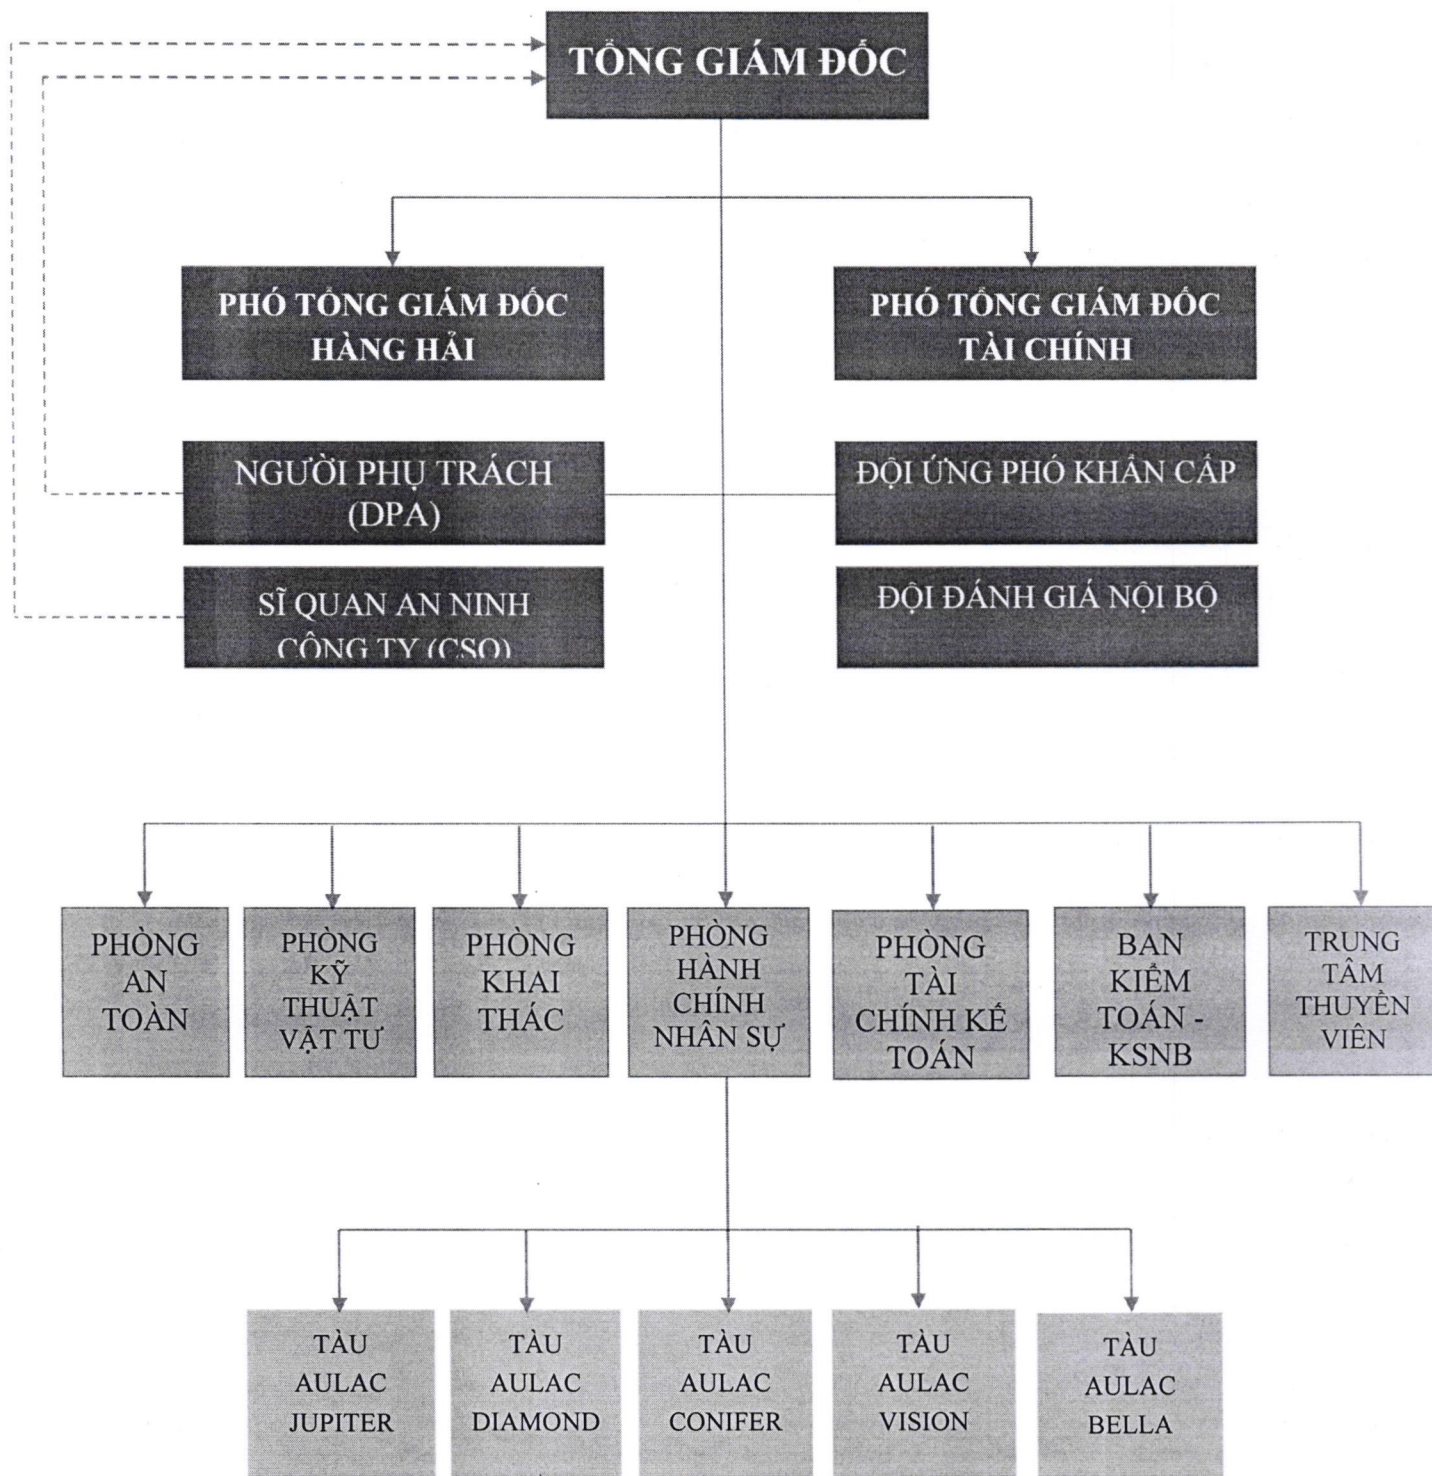 TỔNG GIÁM ĐỐC
PHÓ TỔNG GIÁM ĐỐC
HÀNG HẢI
PHÓ TỔNG GIÁM ĐỐC
TÀI CHÍNH
NGƯỜI PHỤ TRÁCH
(DPA)
ĐỘI ỨNG PHÓ KHẨN CẤP
SĨ QUAN AN NINH
CÔNG TY (CSO)
ĐỘI ĐÁNH GIÁ NỘI BỘ
PHÒNG
AN
TOÀN
PHÒNG
KỸ
THUẬT
VẬT TƯ
PHÒNG
KHAI
THÁC
PHÒNG
HÀNH
CHÍNH
NHÂN SỰ
PHÒNG
TÀI
CHÍNH KẾ
TOÁN
BAN
KIỂM
TOÁN -
KSNB
TRUNG
TÂM
THUYỀN
VIÊN
TÀU
AULAC
JUPITER
TÀU
AULAC
DIAMOND
TÀU
AULAC
CONIFER
TÀU
AULAC
VISION
TÀU
AULAC
BELLA